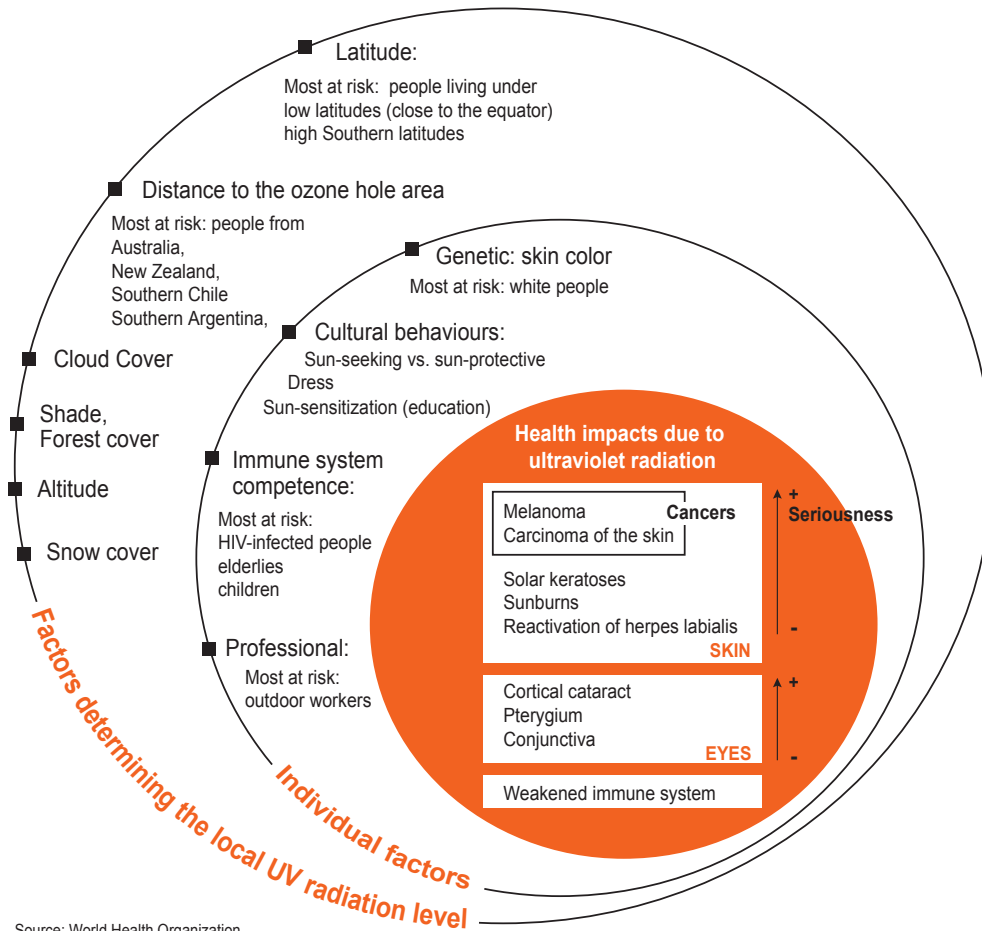 Latitude:
Most at risk: people living under
low latitudes (close to the equator)
high Southern latitudes
Distance to the ozone hole area
Most at risk: people from
Australia,
New Zealand,
Southern Chile
Southern Argentina,
Cloud Cover
Shade,
Forest cover
Altitude
Snow cover
Factors determining the local UV radiation level
Genetic: skin color
Most at risk: white people
Cultural behaviours:
Sun-seeking vs. sun-protective
Dress
Sun-sensitization (education)
Immune system
competence:
Most at risk:
HIV-infected people
elderlies
children
Professional:
Most at risk:
outdoor workers
Individual factors
Health impacts due to
ultraviolet radiation
Melanoma Cancers
Carcinoma of the skin
Solar keratoses
Sunburns
Reactivation of herpes labialis
SKIN
+
Seriousness
-
Cortical cataract
Pterygium
Conjunctiva
EYES
+
-
Weakened immune system
Source: World Health Organization